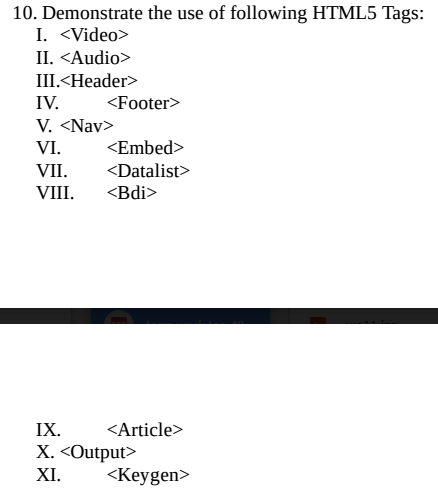 10. Demonstrate the use of following HTML5 Tags:
I. <Video>
II. <Audio>
III.<Header>
IV. <Footer>
V. <Nav>
VI. <Embed>
VII. <Datalist>
VIII. <Bdi>
IX. <Article>
X. <Output>
XI. <Keygen>